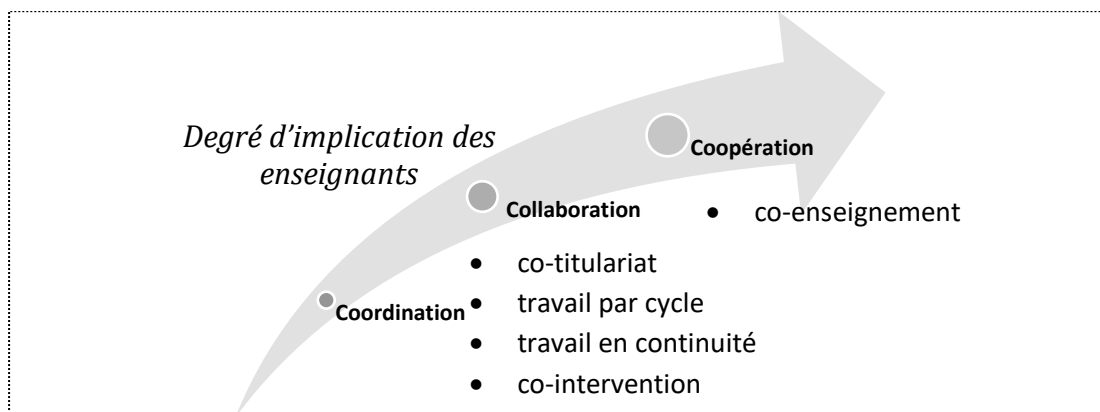 Degré d'implication des
enseignants
Coopération
Collaboration
• co-enseignement
• co-titulariat
• travail par cycle
Coordination
• travail en continuité
• co-intervention